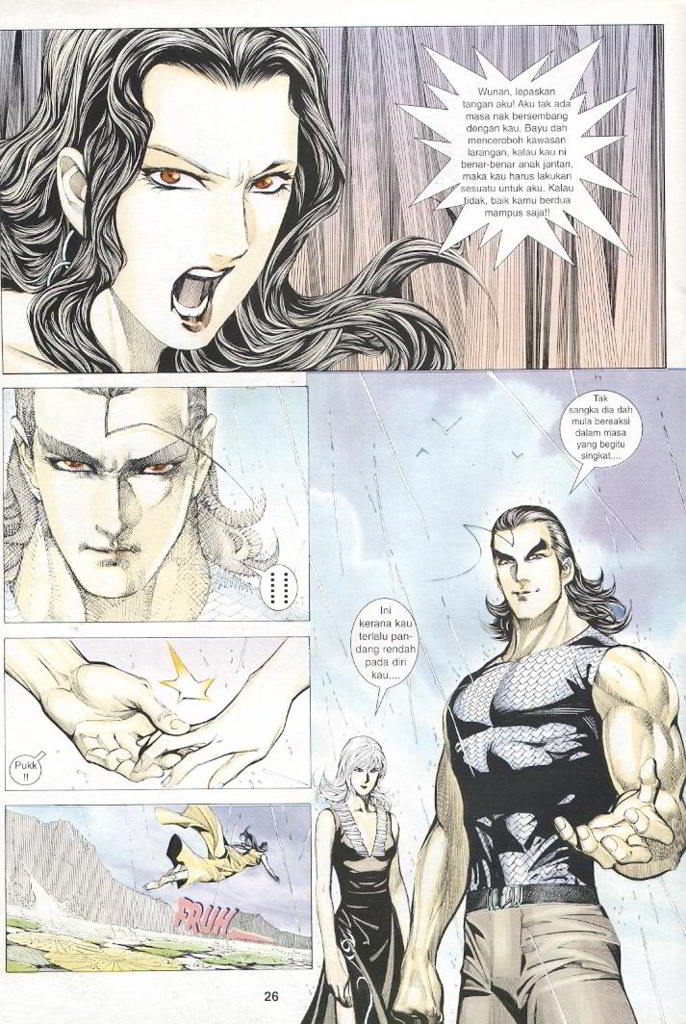 Wunan, lepaskan
tangan aku! Aku tak ada
masa nak bersembang
dengan kau. Bayu dah
menceroboh kawasan
larangan, kalau kau ni
benar-benar anak jantan,
maka kau harus lakukan
sesuatu untuk aku. Kalau
tidak, baik kamu berdua
mampus saja!!
Tak
sangka dia dah
mula bereaksi
dalam masa
yang begitu
singkat....
Ini
kerana kau
terlalu pan-
dang rendah
pada diri
kau....
Pukk
!!
FRUH
26